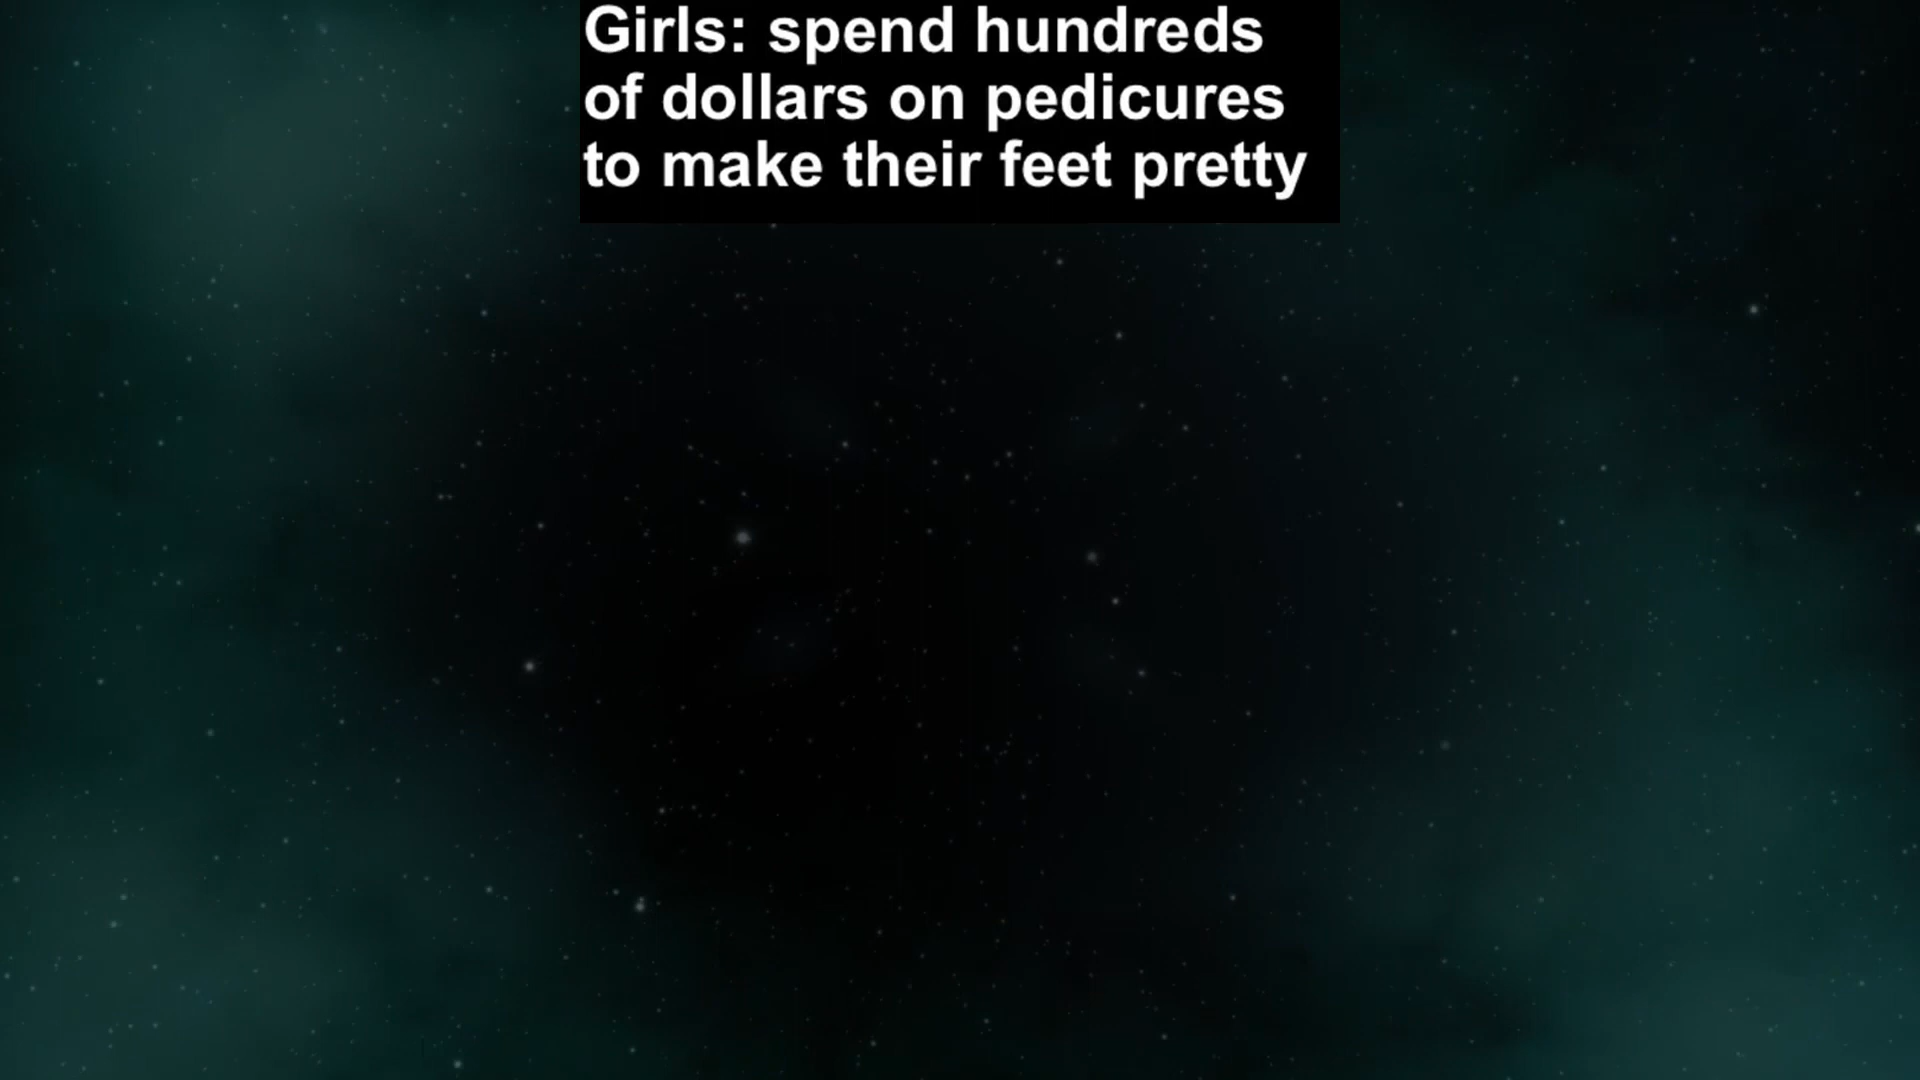 Girls: spend hundreds
of dollars on pedicures
to make their feet pretty